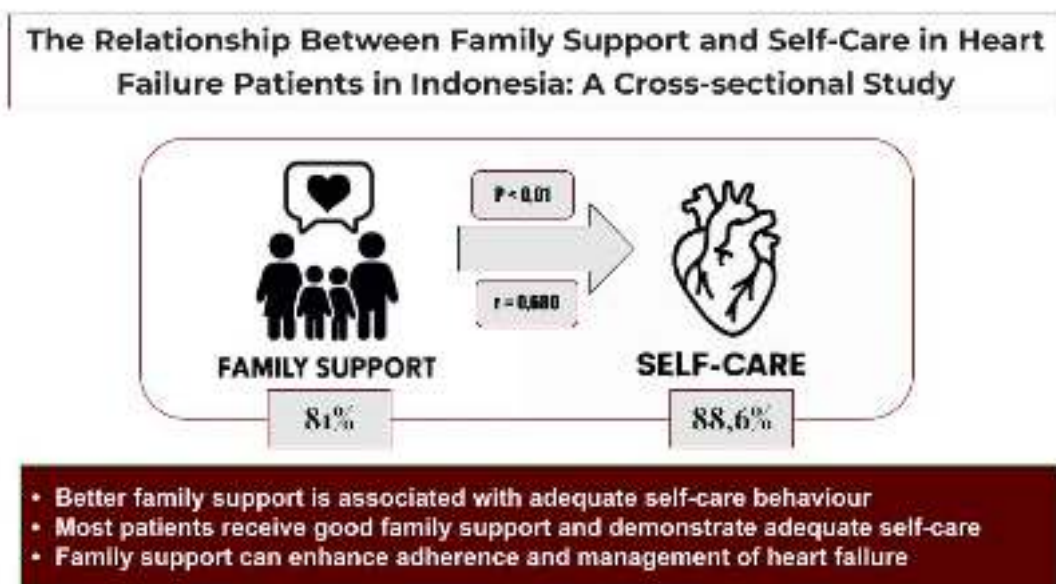 The Relationship Between Family Support and Self-Care in Heart
Failure Patients in Indonesia: A Cross-sectional Study
P < 0,01
r = 0,680
FAMILY SUPPORT
SELF-CARE
81%
88,6%
• Better family support is associated with adequate self-care behaviour
• Most patients receive good family support and demonstrate adequate self-care
• Family support can enhance adherence and management of heart failure